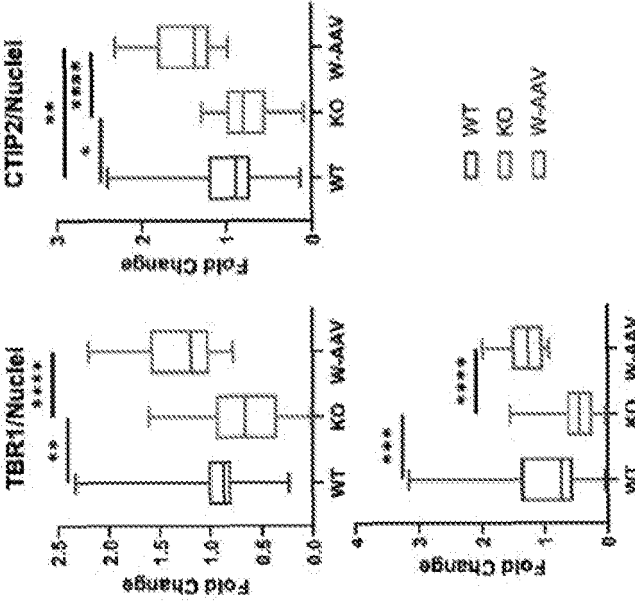 TBR1/Nuclei
**
****
Fold Change
2.5
2.0
1.5
1.0
0.5
0.0
WT
KO
W-AAV
CTIP2/Nuclei
**
****
*
Fold Change
3
2
1
0
WT
KO
W-AAV
***
****
Fold Change
4
3
2
1
0
WT
KO
W-AAV
WT
KO
W-AAV